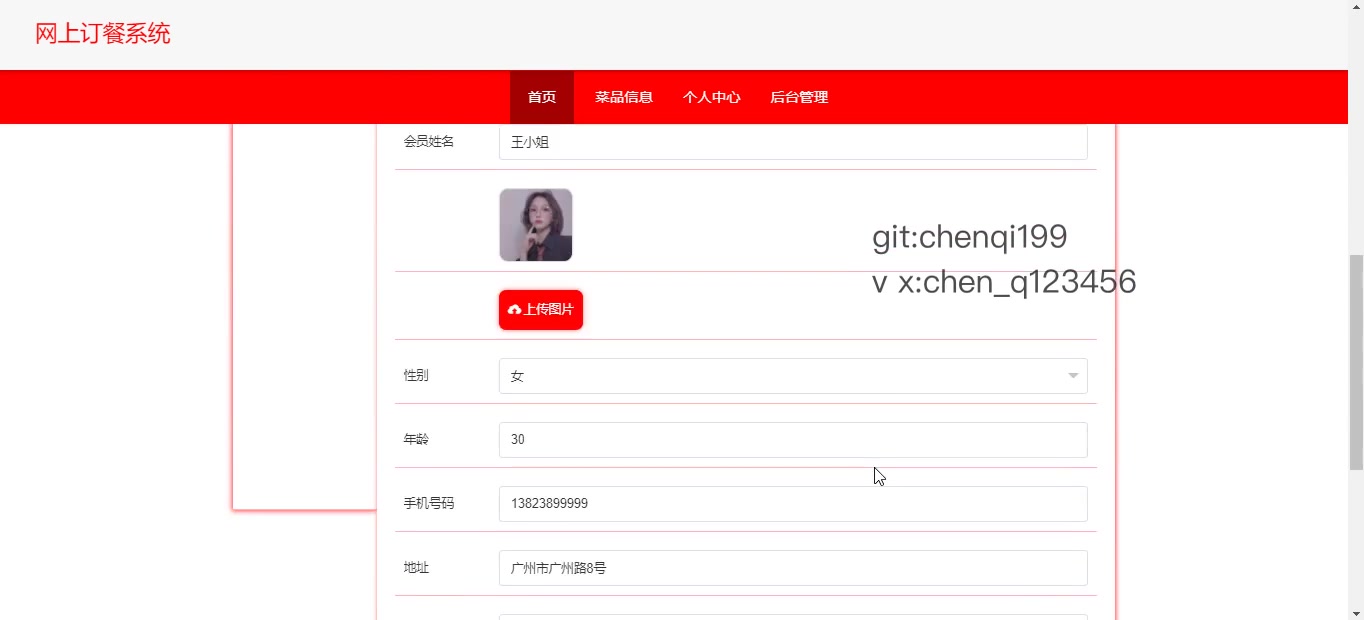 网上订餐系统
首页 菜品信息 个人中心 后台管理
会员姓名 王小姐
git:chenqi199
v x:chen_q123456
上传图片
性别 女
年龄 30
手机号码 13823899999
地址 广州市广州路8号